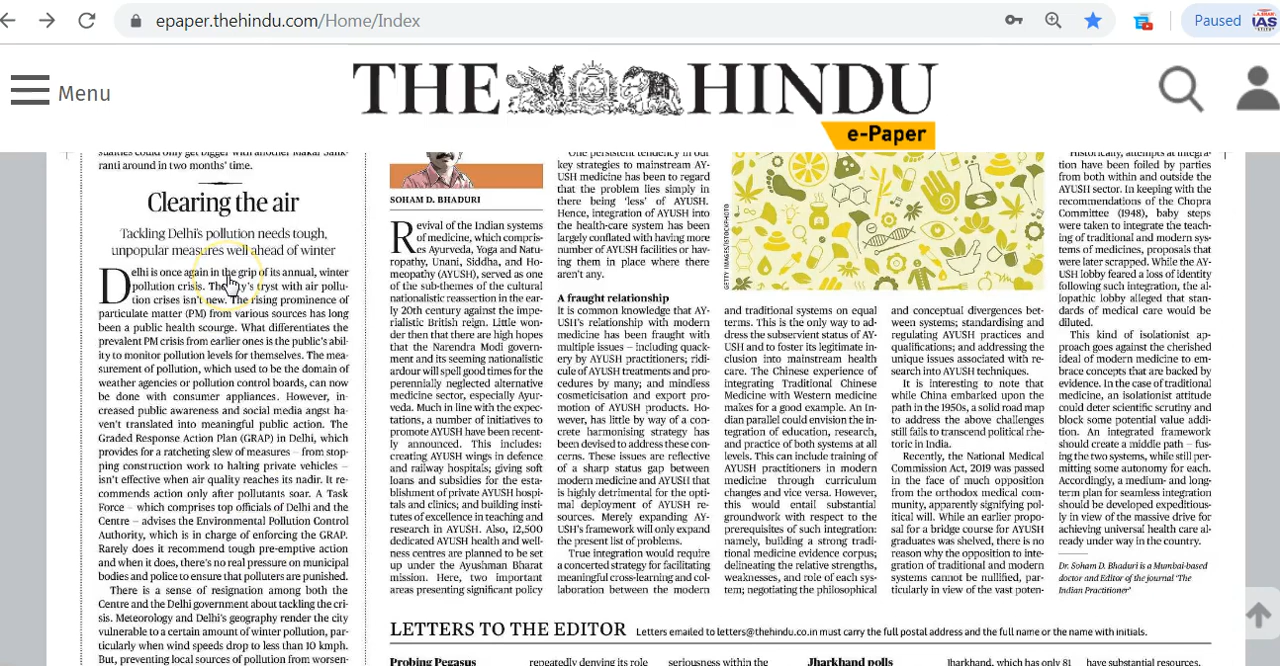 epaper.thehindu.com/Home/Index
Paused
IAS
Menu
THE HINDU
e-Paper
ranti around in two months' time.
Clearing the air
Tackling Delhi's pollution needs tough,
unpopular measures well ahead of winter
Delhi is once again in the grip of its annual, winter
pollution crisis. The city's tryst with air pollu-
tion crises isn't new. The rising prominence of
particulate matter (PM) from various sources has long
been a public health scourge. What differentiates the
prevalent PM crisis from earlier ones is the public's abil-
ity to monitor pollution levels for themselves. The mea-
surement of pollution, which used to be the domain of
weather agencies or pollution control boards, can now
be done with consumer appliances. However, in-
creased public awareness and social media angst ha-
ven't translated into meaningful public action. The
Graded Response Action Plan (GRAP) in Delhi, which
provides for a ratcheting slew of measures – from stop-
ping construction work to halting private vehicles –
isn't effective when air quality reaches its nadir. It re-
commends action only after pollutants soar. A Task
Force – which comprises top officials of Delhi and the
Centre – advises the Environmental Pollution Control
Authority, which is in charge of enforcing the GRAP.
Rarely does it recommend tough pre-emptive action
and when it does, there's no real pressure on municipal
bodies and police to ensure that polluters are punished.
There is a sense of resignation among both the
Centre and the Delhi government about tackling the cri-
sis. Meteorology and Delhi's geography render the city
vulnerable to a certain amount of winter pollution, par-
ticularly when wind speeds drop to less than 10 kmph.
But, preventing local sources of pollution from worsen-
SOHAM D. BHADURI
Revival of the Indian systems
of medicine, which compris-
es Ayurveda, Yoga and Natu-
ropathy, Unani, Siddha, and Ho-
meopathy (AYUSH), served as one
of the sub-themes of the cultural
nationalistic reassertion in the ear-
ly 20th century against the impe-
rialistic British reign. Little won-
der then that there are high hopes
that the Narendra Modi govern-
ment and its seeming nationalistic
ardour will spell good times for the
perennially neglected alternative
medicine sector, especially Ayur-
veda. Much in line with the expec-
tations, a number of initiatives to
promote AYUSH have been recent-
ly announced. This includes:
creating AYUSH wings in defence
and railway hospitals; giving soft
loans and subsidies for the esta-
blishment of private AYUSH hospi-
tals and clinics; and building insti-
tutes of excellence in teaching and
research in AYUSH. Also, 12,500
dedicated AYUSH health and well-
ness centres are planned to be set
up under the Ayushman Bharat
mission. Here, two important
areas presenting significant policy
One persistent tendency in our
key strategies to mainstream AY-
USH medicine has been to regard
that the problem lies simply in
there being 'less' of AYUSH.
Hence, integration of AYUSH into
the health-care system has been
largely conflated with having more
number of AYUSH facilities or hav-
ing them in place where there
aren't any.
A fraught relationship
It is common knowledge that AY-
USH's relationship with modern
medicine has been fraught with
multiple issues – including quack-
ery by AYUSH practitioners; ridi-
cule of AYUSH treatments and pro-
cedures by many; and mindless
cosmeticisation and export pro-
motion of AYUSH products. Ho-
wever, has little by way of a con-
crete harmonising strategy has
been devised to address these con-
cerns. These issues are reflective
of a sharp status gap between
modern medicine and AYUSH that
is highly detrimental for the opti-
mal deployment of AYUSH re-
sources. Merely expanding AY-
USH's framework will only expand
the present list of problems.
True integration would require
a concerted strategy for facilitating
meaningful cross-learning and col-
laboration between the modern
GETTY IMAGES/ISTOCKPHOTO
and traditional systems on equal
terms. This is the only way to ad-
dress the subservient status of AY-
USH and to foster its legitimate in-
clusion into mainstream health
care. The Chinese experience of
integrating Traditional Chinese
Medicine with Western medicine
makes for a good example. An In-
dian parallel could envision the in-
tegration of education, research,
and practice of both systems at all
levels. This can include training of
AYUSH practitioners in modern
medicine through curriculum
changes and vice versa. However,
this would entail substantial
groundwork with respect to the
prerequisites of such integration:
namely, building a strong tradi-
tional medicine evidence corpus;
delineating the relative strengths,
weaknesses, and role of each sys-
tem; negotiating the philosophical
and conceptual divergences bet-
ween systems; standardising and
regulating AYUSH practices and
qualifications; and addressing the
unique issues associated with re-
search into AYUSH techniques.
It is interesting to note that
while China embarked upon the
path in the 1950s, a solid road map
to address the above challenges
still fails to transcend political rhe-
toric in India.
Recently, the National Medical
Commission Act, 2019 was passed
in the face of much opposition
from the orthodox medical com-
munity, apparently signifying pol-
itical will. While an earlier propo-
sal for a bridge course for AYUSH
graduates was shelved, there is no
reason why the opposition to inte-
gration of traditional and modern
systems cannot be nullified, par-
ticularly in view of the vast poten-
Historically, attempts at integra-
tion have been foiled by parties
from both within and outside the
AYUSH sector. In keeping with the
recommendations of the Chopra
Committee (1948), baby steps
were taken to integrate the teach-
ing of traditional and modern sys-
tems of medicines, proposals that
were later scrapped. While the AY-
USH lobby feared a loss of identity
following such integration, the al-
lopathic lobby alleged that stan-
dards of medical care would be
diluted.
This kind of isolationist ap-
proach goes against the cherished
ideal of modern medicine to em-
brace concepts that are backed by
evidence. In the case of traditional
medicine, an isolationist attitude
could deter scientific scrutiny and
block some potential value addi-
tion. An integrated framework
should create a middle path – fus-
ing the two systems, while still per-
mitting some autonomy for each.
Accordingly, a medium- and long-
term plan for seamless integration
should be developed expeditious-
ly in view of the massive drive for
achieving universal health care al-
ready under way in the country.
Dr. Soham D. Bhaduri is a Mumbai-based
doctor and Editor of the journal 'The
Indian Practitioner'
LETTERS TO THE EDITOR Letters emailed to letters@thehindu.co.in must carry the full postal address and the full name or the name with initials.
Probing Pegasus
repeatedly denying its role
seriousness within the
Jharkhand polls
Jharkhand, which has only 81
have substantial resources.